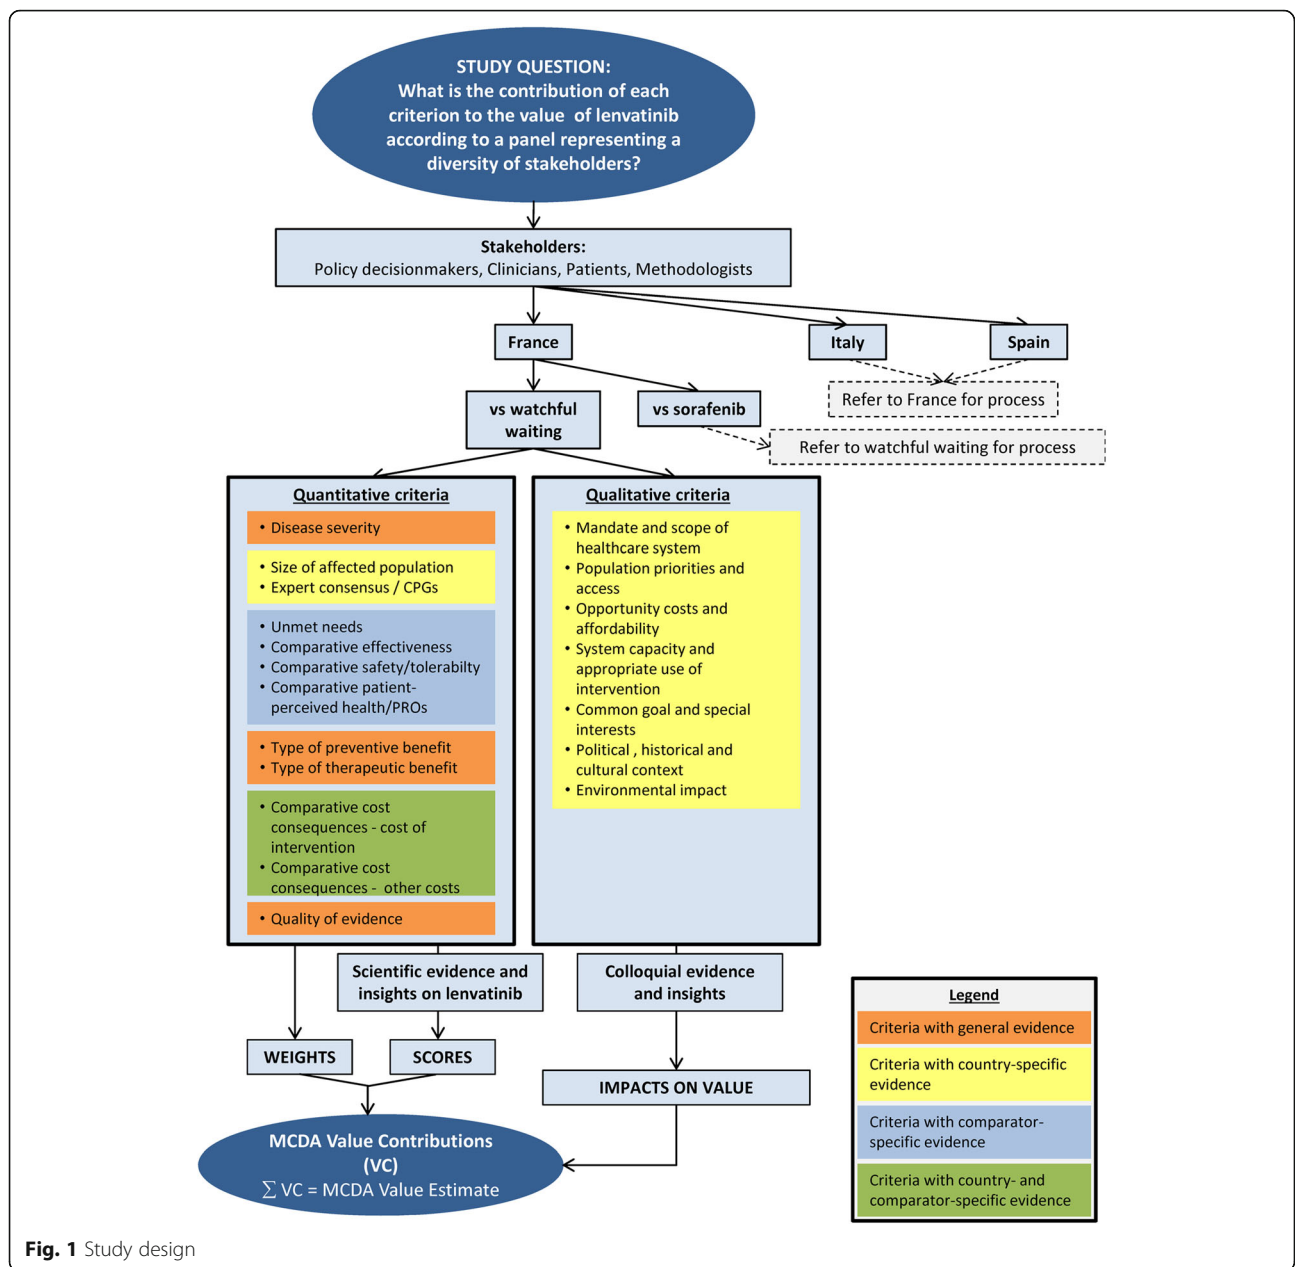 STUDY QUESTION:
What is the contribution of each
criterion to the value of lenvatinib
according to a panel representing a
diversity of stakeholders?
Stakeholders:
Policy decisionmakers, Clinicians, Patients, Methodologists
France
Italy
Spain
Refer to France for process
vs watchful
waiting
vs sorafenib
Refer to watchful waiting for process
Quantitative criteria
• Disease severity
• Size of affected population
• Expert consensus / CPGs
• Unmet needs
• Comparative effectiveness
• Comparative safety/tolerabilty
• Comparative patient-
perceived health/PROs
• Type of preventive benefit
• Type of therapeutic benefit
• Comparative cost
consequences - cost of
intervention
• Comparative cost
consequences - other costs
• Quality of evidence
Qualitative criteria
• Mandate and scope of
healthcare system
• Population priorities and
access
• Opportunity costs and
affordability
• System capacity and
appropriate use of
intervention
• Common goal and special
interests
• Political , historical and
cultural context
• Environmental impact
Scientific evidence and
insights on lenvatinib
Colloquial evidence
and insights
WEIGHTS
SCORES
IMPACTS ON VALUE
MCDA Value Contributions
(VC)
∑ VC = MCDA Value Estimate
Legend
Criteria with general evidence
Criteria with country-specific
evidence
Criteria with comparator-
specific evidence
Criteria with country- and
comparator-specific evidence
Fig. 1 Study design